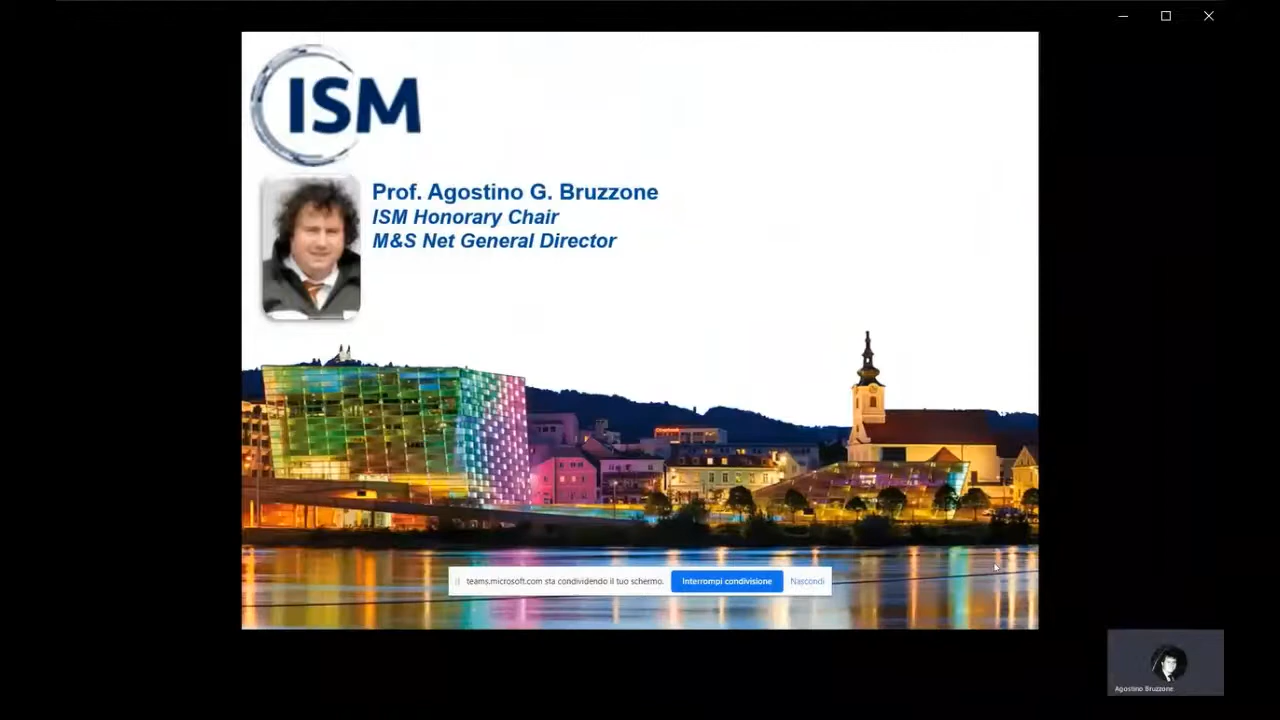 ISM
Prof. Agostino G. Bruzzone
ISM Honorary Chair
M&S Net General Director
teams.microsoft.com sta condividendo il tuo schermo.
Interrompi condivisione
Nascondi
Agostino Bruzzone